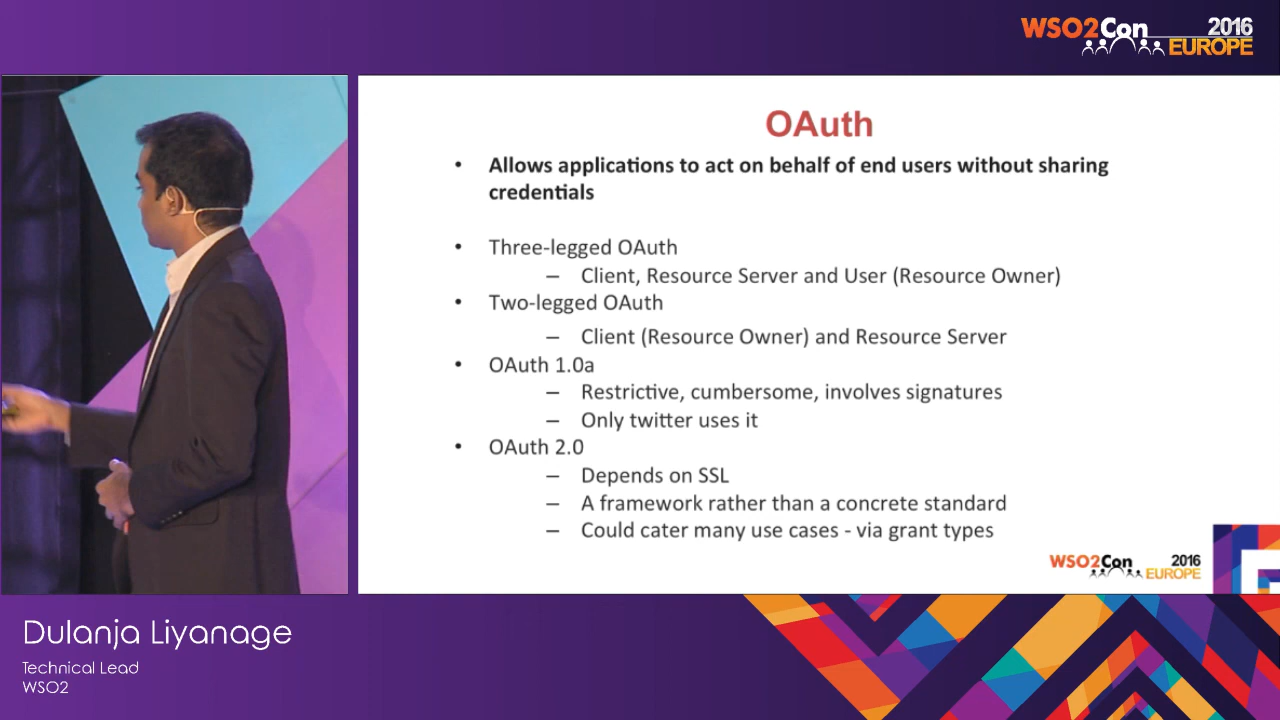 WSO2Con 2016
EUROPE
OAuth
• Allows applications to act on behalf of end users without sharing
credentials
• Three-legged OAuth
– Client, Resource Server and User (Resource Owner)
• Two-legged OAuth
– Client (Resource Owner) and Resource Server
• OAuth 1.0a
– Restrictive, cumbersome, involves signatures
– Only twitter uses it
• OAuth 2.0
– Depends on SSL
– A framework rather than a concrete standard
– Could cater many use cases - via grant types
WSO2Con 2016
EUROPE
Dulanja Liyanage
Technical Lead
WSO2